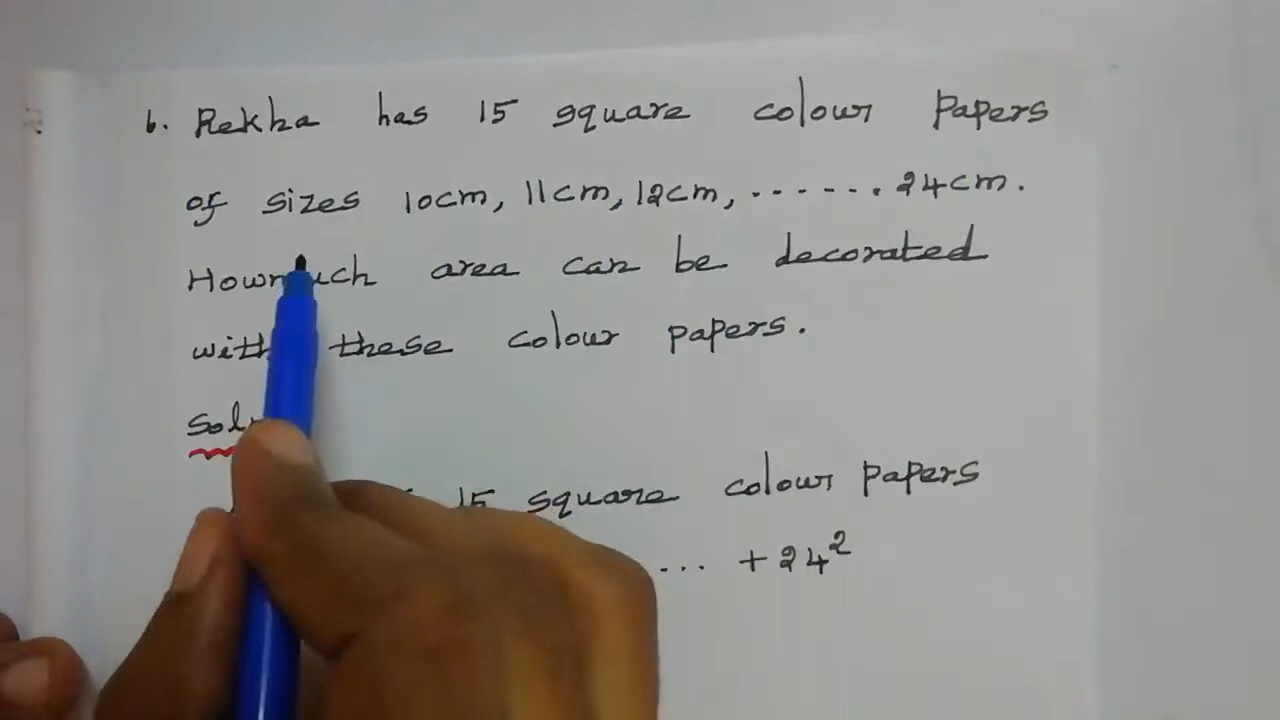 6. Rekha has 15 square colour Papers
of sizes 10cm, 11cm, 12cm, ....... 24cm.
How much area can be decorated
with these colour papers.
Sol
15 square colour papers
... + 24²